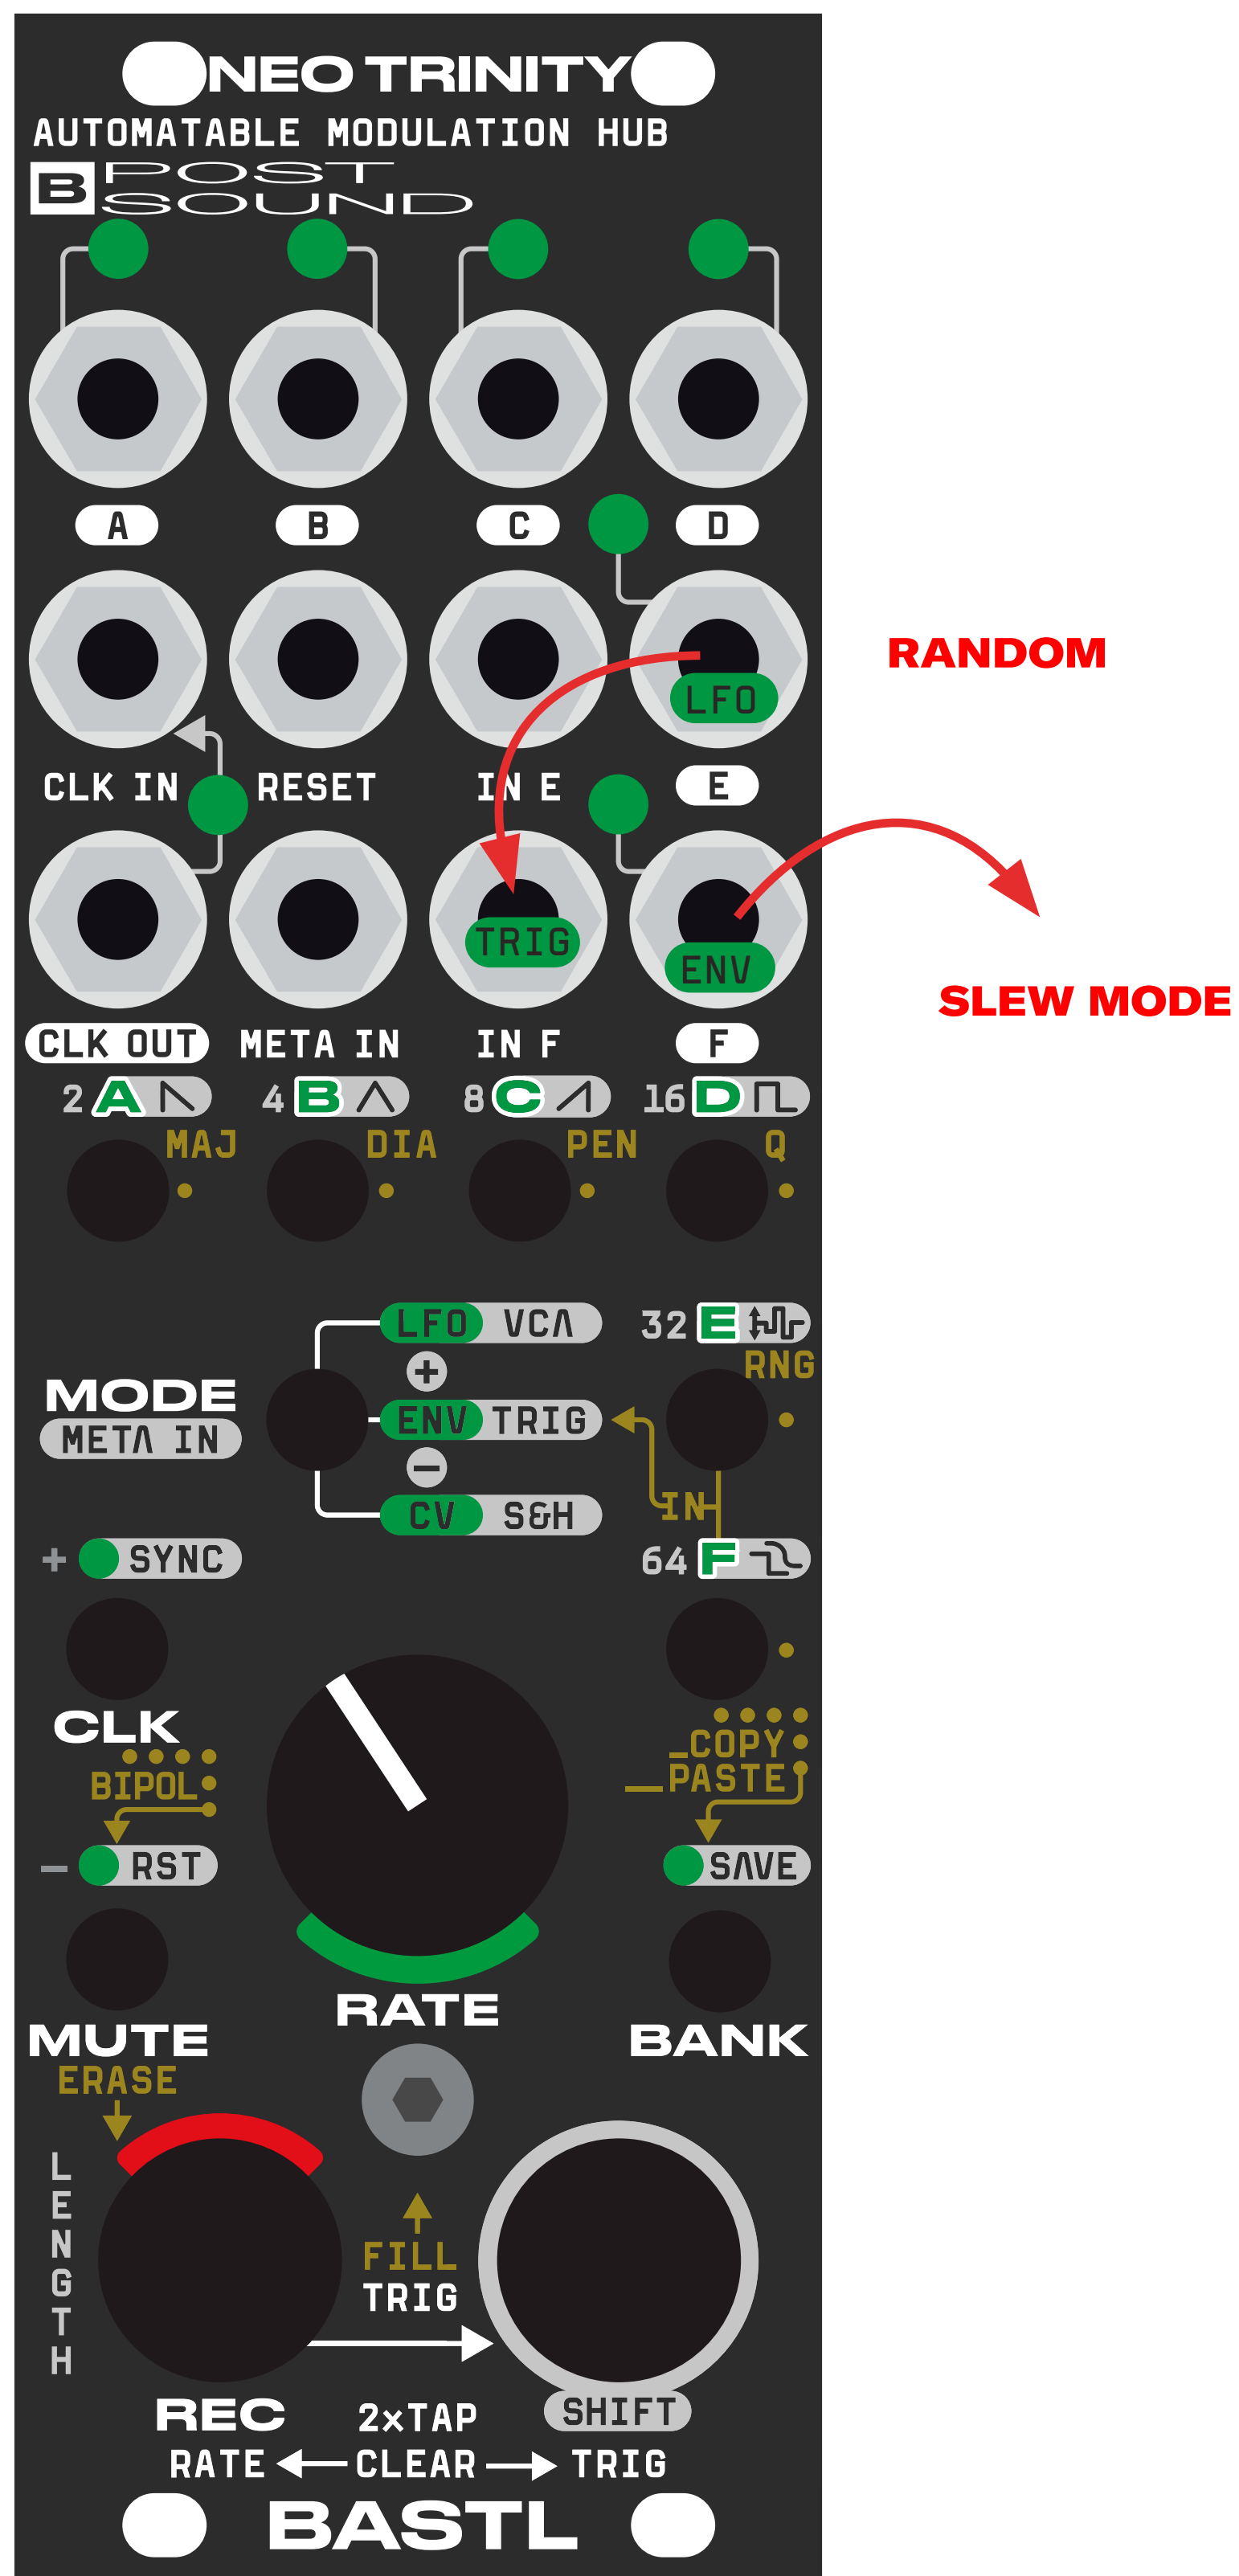 NEO TRINITY
AUTOMATABLE MODULATION HUB
B POST
SOUND
A B C D
RANDOM
LFO
CLK IN RESET IN E E
TRIG ENV
SLEW MODE
CLK OUT META IN IN F F
2 A 4 B 8 C 16 D
MAJ DIA PEN Q
LFO VCA 32 E
+ RNG
MODE ENV TRIG
META IN
− IN
CV S&H
+ SYNC 64 F
CLK
_COPY
BIPOL _PASTE
− RST SAVE
RATE
MUTE BANK
ERASE
LENGTH
FILL
TRIG
SHIFT
REC 2xTAP
RATE CLEAR TRIG
BASTL